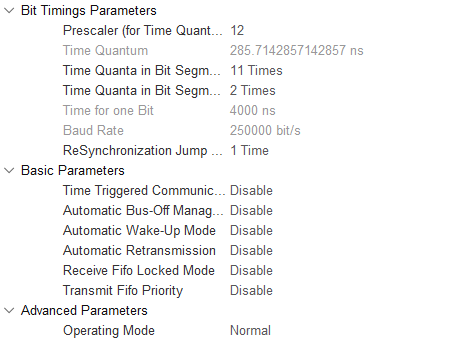 Bit Timings Parameters
Prescaler (for Time Quant... 12
Time Quantum 285.7142857142857 ns
Time Quanta in Bit Segm... 11 Times
Time Quanta in Bit Segm... 2 Times
Time for one Bit 4000 ns
Baud Rate 250000 bit/s
ReSynchronization Jump ... 1 Time
Basic Parameters
Time Triggered Communic... Disable
Automatic Bus-Off Manag... Disable
Automatic Wake-Up Mode Disable
Automatic Retransmission Disable
Receive Fifo Locked Mode Disable
Transmit Fifo Priority Disable
Advanced Parameters
Operating Mode Normal